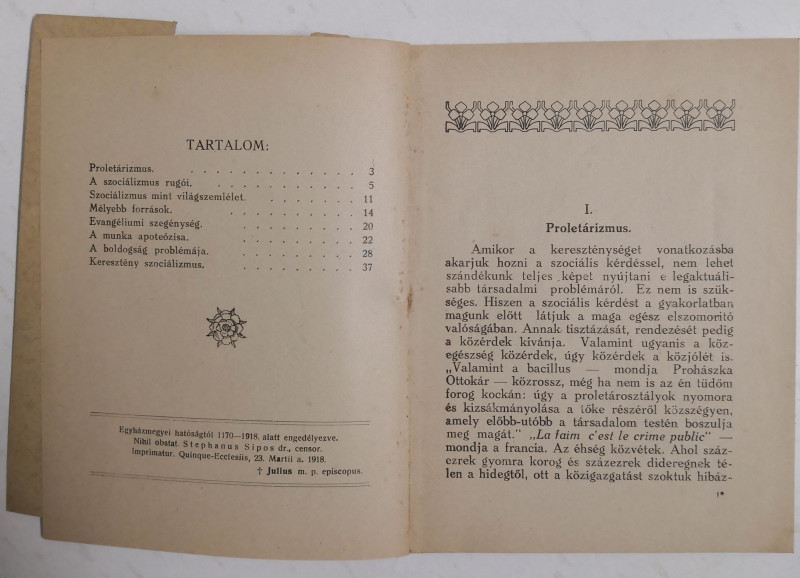 TARTALOM:
Proletárizmus. . . . . . . . . . . . . 3
A szociálizmus rugói. . . . . . . . . . . . 5
Szociálizmus mint világszemlélet. . . . . . . . 11
Mélyebb források. . . . . . . . . . . 14
Evangéliumi szegénység. . . . . . . . . . . 20
A munka apoteózisa. . . . . . . . . . . 22
A boldogság problémája. . . . . . . . . . 28
Keresztény szociálizmus. . . . . . . . . . 37
Egyházmegyei hatóságtól 1170—1918. alatt engedélyezve.
Nihil obstat. Stephanus Sipos dr., censor.
Imprimatur. Quinque-Ecclesiis, 23. Martii a. 1918.
† Julius m. p. episcopus.
I.
Proletárizmus.
Amikor a kereszténységet vonatkozásba
akarjuk hozni a szociális kérdéssel, nem lehet
szándékunk teljes képet nyújtani e legaktuáli-
sabb társadalmi problémáról. Ez nem is szük-
séges. Hiszen a szociális kérdést a gyakorlatban
magunk előtt látjuk a maga egész elszomorító
valóságában. Annak tisztázását, rendezését pedig
a közérdek kivánja. Valamint ugyanis a köz-
egészség közérdek, úgy közérdek a közjólét is.
„Valamint a bacillus — mondja Prohászka
Ottokár — közrossz, még ha nem is az én tüdőm
forog kockán: úgy a proletárosztályok nyomora
és kizsákmányolása a tőke részéről közszégyen,
amely előbb-utóbb a társadalom testén boszulja
meg magát.“ „La faim c'est le crime public“ —
mondja a francia. Az éhség közvétek. Ahol száz-
ezrek gyomra korog és százezrek dideregnek té-
len a hidegtől, ott a közigazgatást szoktuk hibáz-
1*